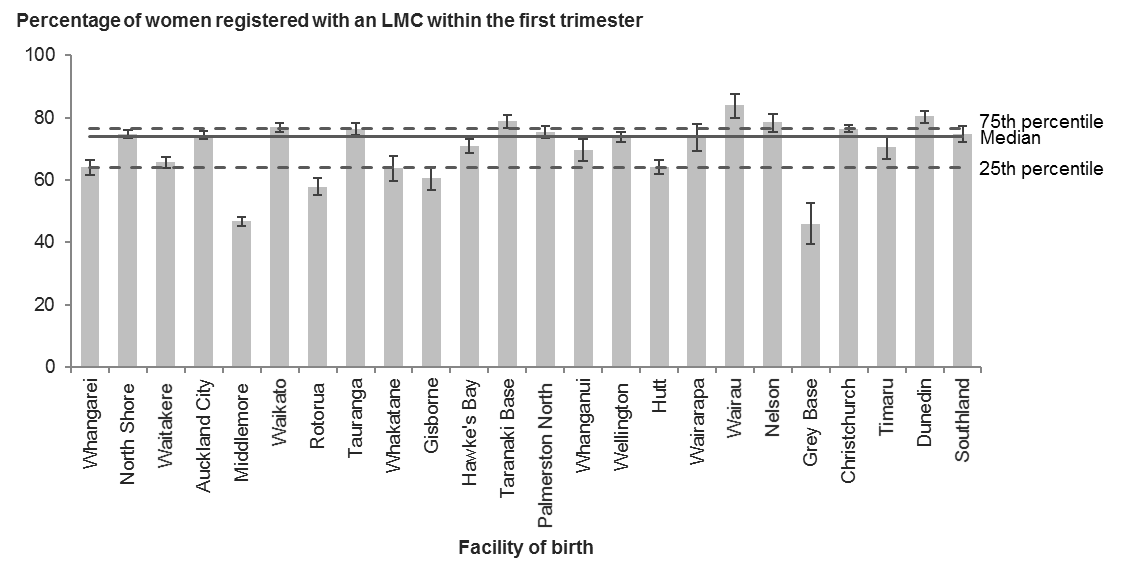 Percentage of women registered with an LMC within the first trimester
100
80
60
40
20
0
75th percentile
Median
25th percentile
Whangarei
North Shore
Waitakere
Auckland City
Middlemore
Waikato
Rotorua
Tauranga
Whakatane
Gisborne
Hawke's Bay
Taranaki Base
Palmerston North
Whanganui
Wellington
Hutt
Wairarapa
Wairau
Nelson
Grey Base
Christchurch
Timaru
Dunedin
Southland
Facility of birth